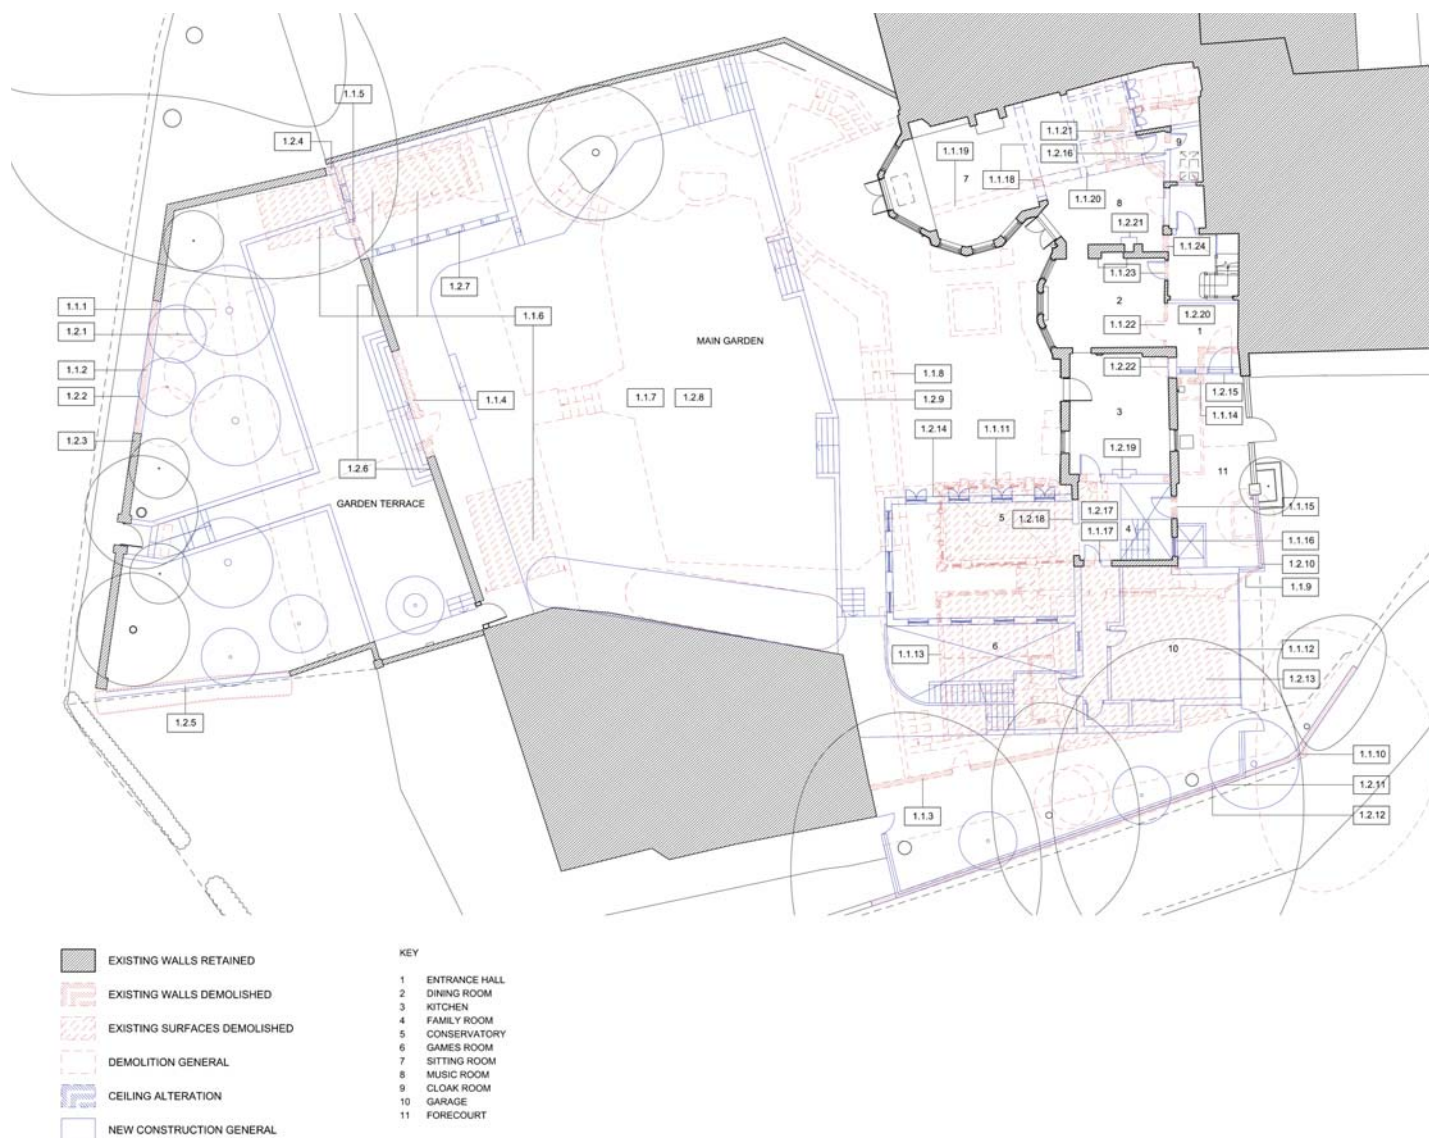 1.1.5
1.2.4
1.1.21
1.2.16
9
1.1.19
7
1.1.18
1.1.20
8
1.2.21
1.1.24
1.2.7
1.1.23
2
1.1.1
1.2.1
1.1.6
1.2.20
1
1.1.22
MAIN GARDEN
1.1.2
1.1.8
1.2.22
1.2.15
1.2.2
1.1.4
1.1.7
1.2.8
1.2.9
1.1.14
3
1.2.3
1.2.14
1.1.11
1.2.19
1.2.6
11
GARDEN TERRACE
5
1.2.18
1.2.17
1.1.17
4
1.1.15
1.1.16
1.2.10
1.1.9
1.1.13
6
10
1.1.12
1.2.13
1.2.5
1.1.10
1.2.11
1.1.3
1.2.12
EXISTING WALLS RETAINED
EXISTING WALLS DEMOLISHED
EXISTING SURFACES DEMOLISHED
DEMOLITION GENERAL
CEILING ALTERATION
NEW CONSTRUCTION GENERAL
KEY
1 ENTRANCE HALL
2 DINING ROOM
3 KITCHEN
4 FAMILY ROOM
5 CONSERVATORY
6 GAMES ROOM
7 SITTING ROOM
8 MUSIC ROOM
9 CLOAK ROOM
10 GARAGE
11 FORECOURT